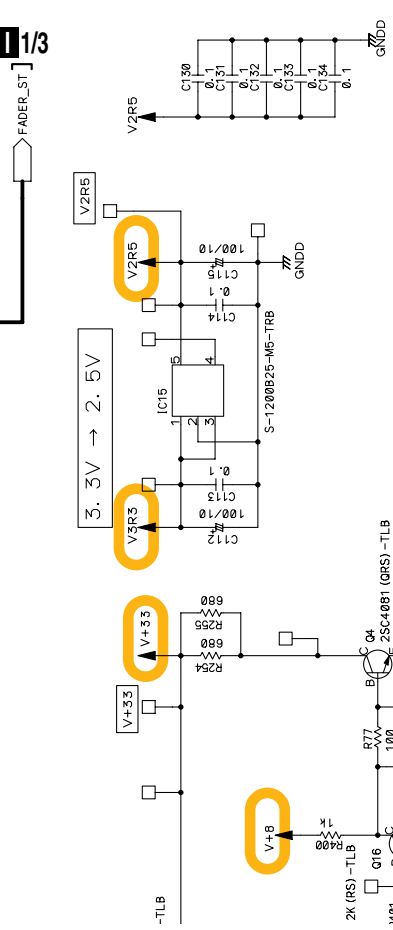 I 1/3
FADER_ST
GNDD
C130
0.1
C131
0.1
C132
0.1
C133
0.1
C134
0.1
V2R5
V2R5
V2R5
100/10
C115
GNDD
0.1
C114
3.3V → 2.5V
5
4
IC15
1
2
3
S-1200B25-M5-TRB
0.1
C113
V3R3
100/10
C112
V+33
680
R255
680
R254
V+33
C
Q4
2SC4081(QRS)-TLB
B
E
R77
100
V+8
1k
R400
Q16
C
2K(RS)-TLB
-TLB